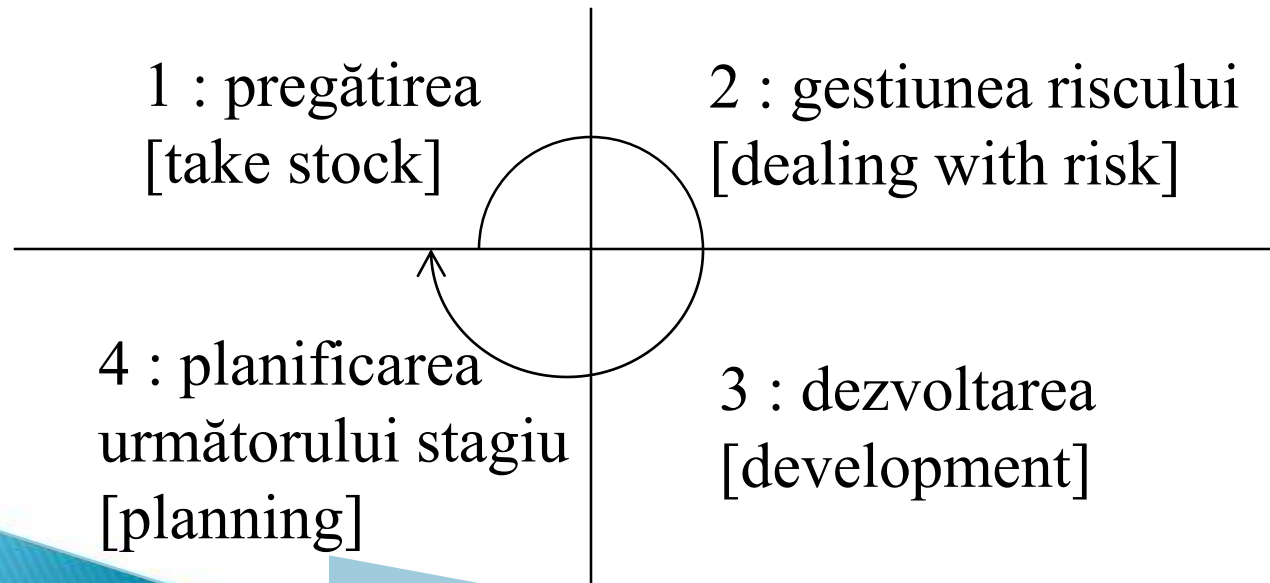 1 : pregătirea
[take stock]
2 : gestiunea riscului
[dealing with risk]
3 : dezvoltarea
[development]
4 : planificarea
următorului stagiu
[planning]